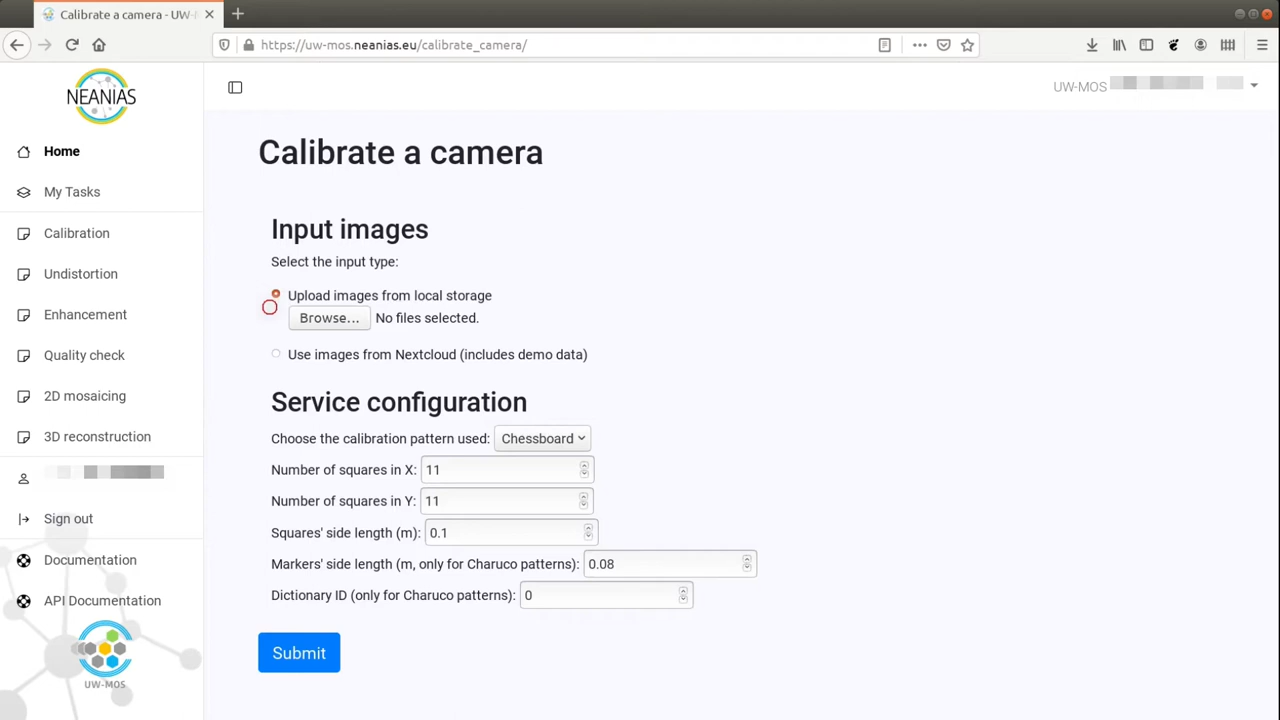 Calibrate a camera - UW-M
https://uw-mos.neanias.eu/calibrate_camera/
NEANIAS
UW-MOS
Home
My Tasks
Calibration
Undistortion
Enhancement
Quality check
2D mosaicing
3D reconstruction
Sign out
Documentation
API Documentation
UW-MOS
Calibrate a camera
Input images
Select the input type:
Upload images from local storage
Browse... No files selected.
Use images from Nextcloud (includes demo data)
Service configuration
Choose the calibration pattern used: Chessboard
Number of squares in X: 11
Number of squares in Y: 11
Squares' side length (m): 0.1
Markers' side length (m, only for Charuco patterns): 0.08
Dictionary ID (only for Charuco patterns): 0
Submit